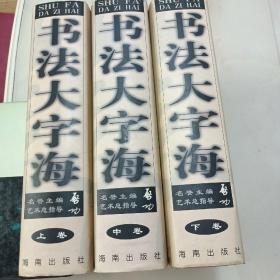 SHU FA
DA ZI HAI
书法大字海
名誉主编
艺术总指导
启功
上卷
海南出版社
SHU FA
DA ZI HAI
书法大字海
名誉主编
艺术总指导
启功
中卷
海南出版社
SHU FA
DA ZI HAI
书法大字海
名誉主编
艺术总指导
启功
下卷
海南出版社